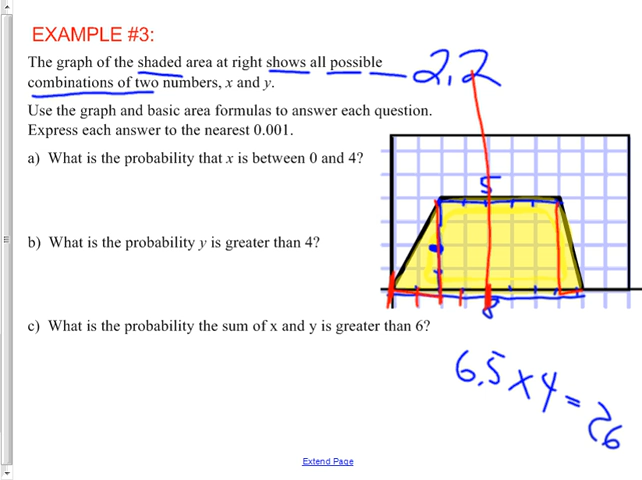 EXAMPLE #3:
The graph of the shaded area at right shows all possible
combinations of two numbers, x and y.
2,2
Use the graph and basic area formulas to answer each question.
Express each answer to the nearest 0.001.
a) What is the probability that x is between 0 and 4?
5
b) What is the probability y is greater than 4?
8
c) What is the probability the sum of x and y is greater than 6?
6.5 x 4 = 26
Extend Page